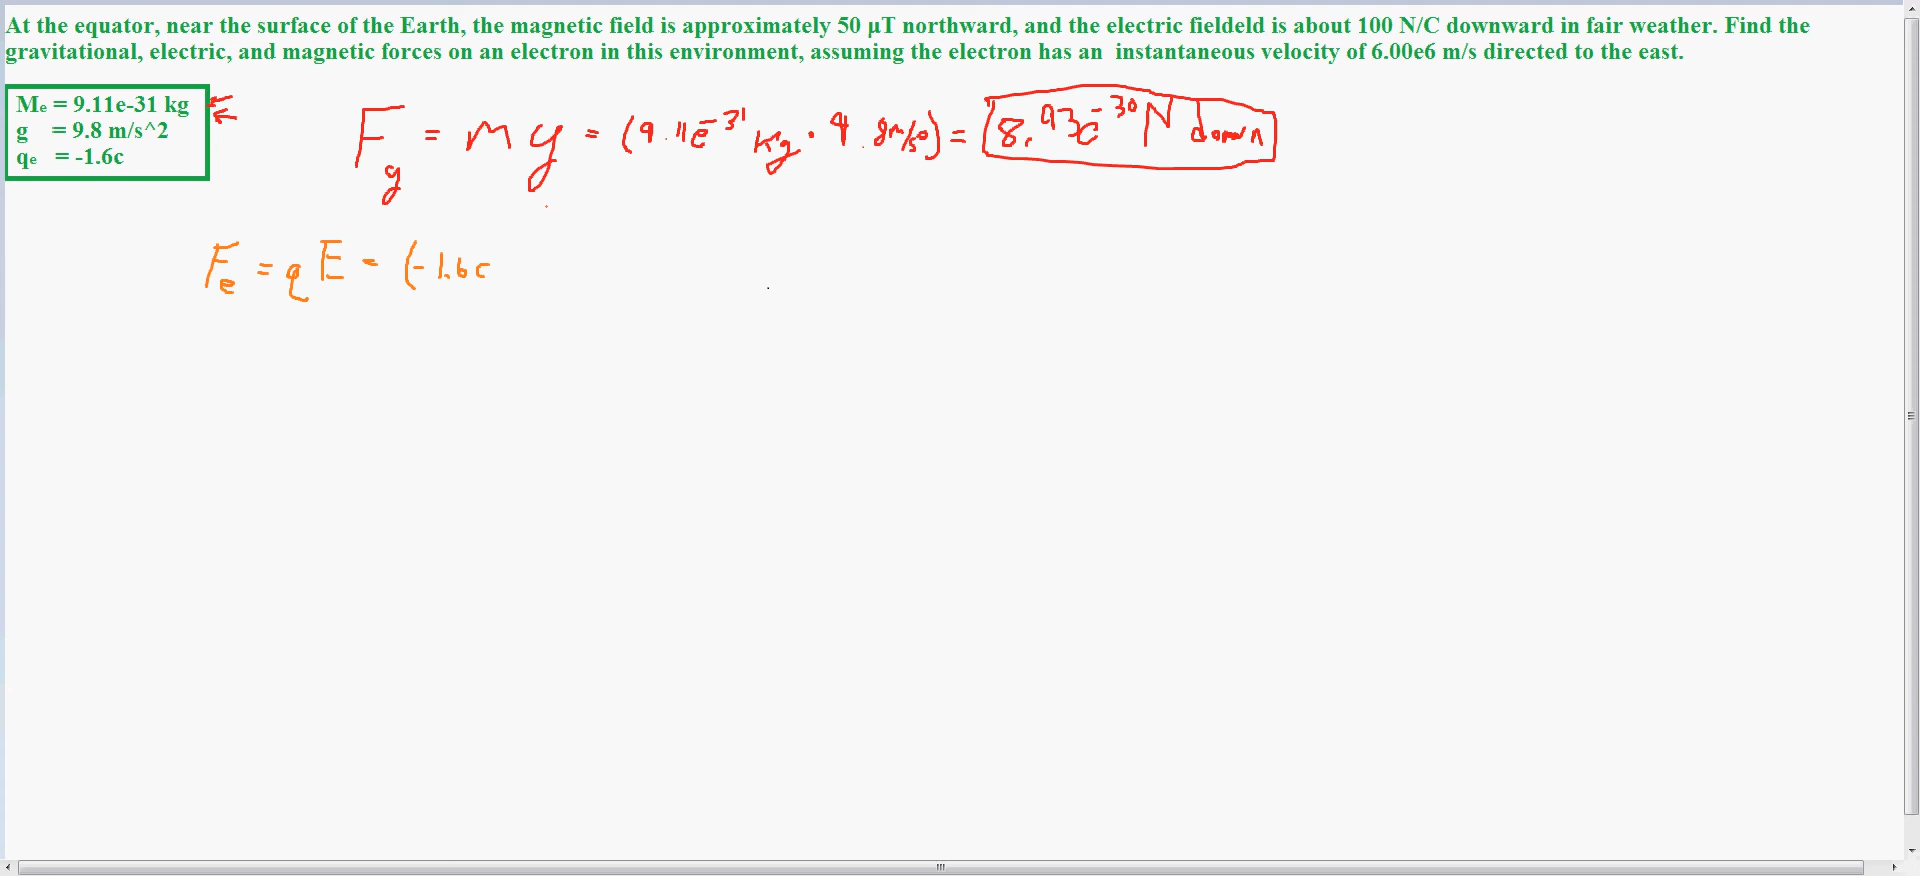 At the equator, near the surface of the Earth, the magnetic field is approximately 50 µT northward, and the electric fieldeld is about 100 N/C downward in fair weather. Find the
gravitational, electric, and magnetic forces on an electron in this environment, assuming the electron has an instantaneous velocity of 6.00e6 m/s directed to the east.
Me = 9.11e-31 kg
g = 9.8 m/s^2
qe = -1.6c
Fg = mg = (9.11e^-31 kg · 9.8m/s²) = 8.93e^-30 N down
Fe = qE = (-1.6c